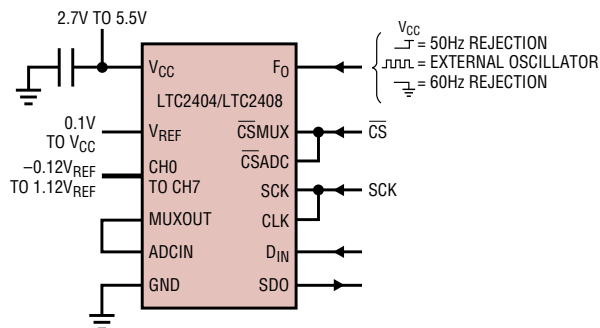 2.7V TO 5.5V
VCC
= 50Hz REJECTION
= EXTERNAL OSCILLATOR
= 60Hz REJECTION
VCC
FO
LTC2404/LTC2408
0.1V
TO VCC
VREF
CSMUX
CS
CSADC
–0.12VREF
TO 1.12VREF
CH0
TO CH7
SCK
SCK
MUXOUT
CLK
ADCIN
DIN
GND
SDO